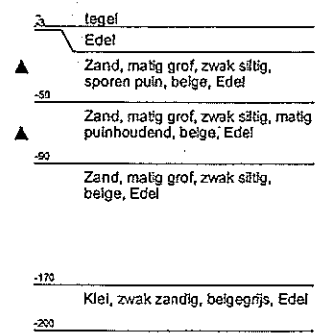 tegel
Edel
Zand, matig grof, zwak siltig,
sporen puin, beige, Edel
-50
Zand, matig grof, zwak siltig, matig
puinhoudend, beige, Edel
-90
Zand, matig grof, zwak siltig,
beige, Edel
-170
Klei, zwak zandig, beigegrijs, Edel
-200